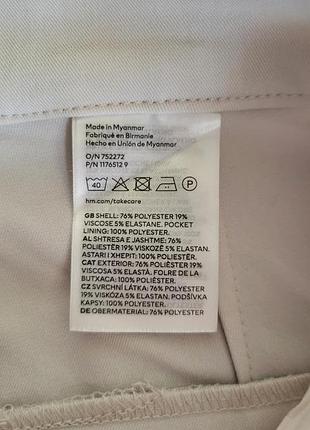 Made in Myanmar
Fabriqué en Birmanie
Hecho en Unión de Myanmar
O/N 752272
P/N 1176512 9
40
P
hm.com/takecare
GB SHELL: 76% POLYESTER 19%
VISCOSE 5% ELASTANE. POCKET
LINING: 100% POLYESTER.
AL SHTRESA E JASHTME: 76%
POLIESTËR 19% VISKOZË 5% ELASTAN.
ASTARI I XHEPIT: 100% POLIESTËR.
CAT EXTERIOR: 76% POLIÈSTER 19%
VISCOSA 5% ELASTÀ. FOLRE DE LA
BUTXACA: 100% POLIÈSTER.
CZ SVRCHNÍ LÁTKA: 76% POLYESTER
19% VISKÓZA 5% ELASTAN. PODŠÍVKA
KAPSY: 100% POLYESTER.
DE OBERMATERIAL: 76% POLYESTER